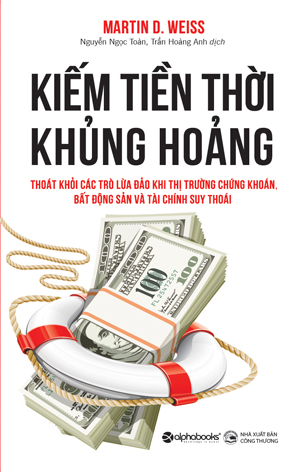 MARTIN D. WEISS
Nguyễn Ngọc Toàn, Trần Hoàng Anh dịch
KIẾM TIỀN THỜI
KHỦNG HOẢNG
THOÁT KHỎI CÁC TRÒ LỪA ĐẢO KHI THỊ TRƯỜNG CHỨNG KHOÁN,
BẤT ĐỘNG SẢN VÀ TÀI CHÍNH SUY THOÁI
100
alphabooks
NHÀ XUẤT BẢN
CÔNG THƯƠNG